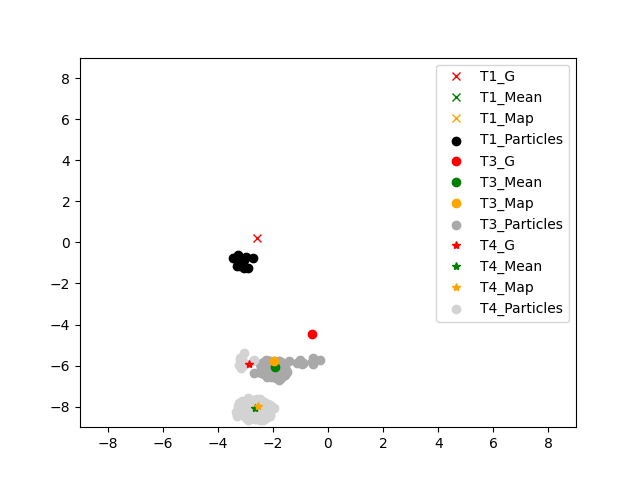 8
6
4
2
0
−2
−4
−6
−8
−8 −6 −4 −2 0 2 4 6 8
T1_G
T1_Mean
T1_Map
T1_Particles
T3_G
T3_Mean
T3_Map
T3_Particles
T4_G
T4_Mean
T4_Map
T4_Particles